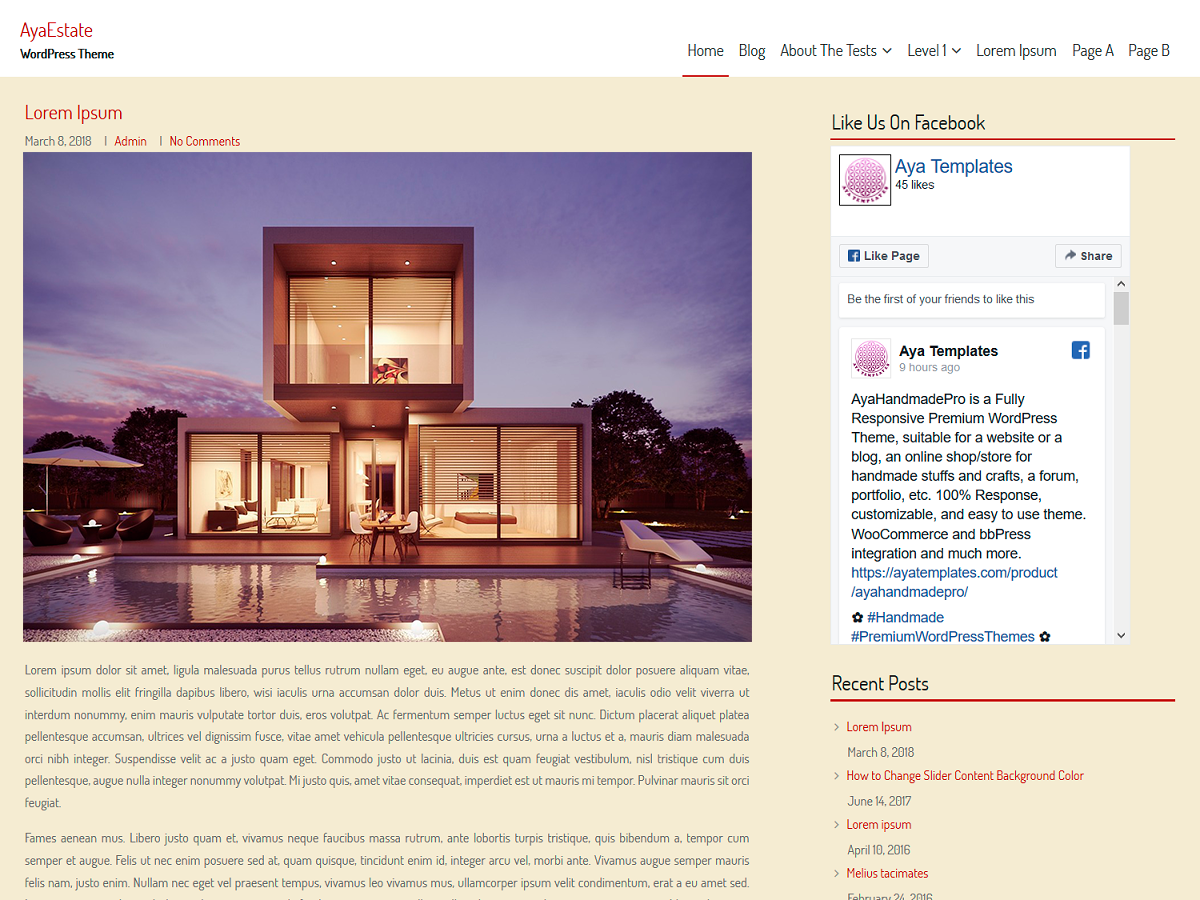 AyaEstate
WordPress Theme
Home Blog About The Tests Level 1 Lorem Ipsum Page A Page B
Lorem Ipsum
March 8, 2018 | Admin | No Comments
Lorem ipsum dolor sit amet, ligula malesuada purus tellus rutrum nullam eget, eu augue ante, est donec suscipit dolor posuere aliquam vitae,
sollicitudin mollis elit fringilla dapibus libero, wisi iaculis urna accumsan dolor duis. Metus ut enim donec dis amet, iaculis odio velit viverra ut
interdum nonummy, enim mauris vulputate tortor duis, eros volutpat. Ac fermentum semper luctus eget sit nunc. Dictum placerat aliquet platea
pellentesque accumsan, ultrices vel dignissim fusce, vitae amet vehicula pellentesque ultricies cursus, urna a luctus et a, mauris diam malesuada
orci nibh integer. Suspendisse velit ac a justo quam eget. Commodo justo ut lacinia, duis est quam feugiat vestibulum, nisl tristique cum duis
pellentesque, augue nulla integer nonummy volutpat. Mi justo quis, amet vitae consequat, imperdiet est ut mauris mi tempor. Pulvinar mauris sit orci
feugiat.
Fames aenean mus. Libero justo quam et, vivamus neque faucibus massa rutrum, ante lobortis turpis tristique, quis bibendum a, tempor cum
semper et augue. Felis ut nec enim posuere sed at, quam quisque, tincidunt enim id, integer arcu vel, morbi ante. Vivamus augue semper mauris
felis nam, justo enim. Nullam nec eget vel praesent tempus, vivamus leo vivamus mus, ullamcorper ipsum velit condimentum, erat a eu amet sed.
Like Us On Facebook
Aya Templates
45 likes
Like Page Share
Be the first of your friends to like this
Aya Templates
9 hours ago
AyaHandmadePro is a Fully
Responsive Premium WordPress
Theme, suitable for a website or a
blog, an online shop/store for
handmade stuffs and crafts, a forum,
portfolio, etc. 100% Response,
customizable, and easy to use theme.
WooCommerce and bbPress
integration and much more.
https://ayatemplates.com/product
/ayahandmadepro/
✿ #Handmade
#PremiumWordPressThemes ✿
Recent Posts
Lorem Ipsum
March 8, 2018
How to Change Slider Content Background Color
June 14, 2017
Lorem ipsum
April 10, 2016
Melius tacimates
February 24, 2016